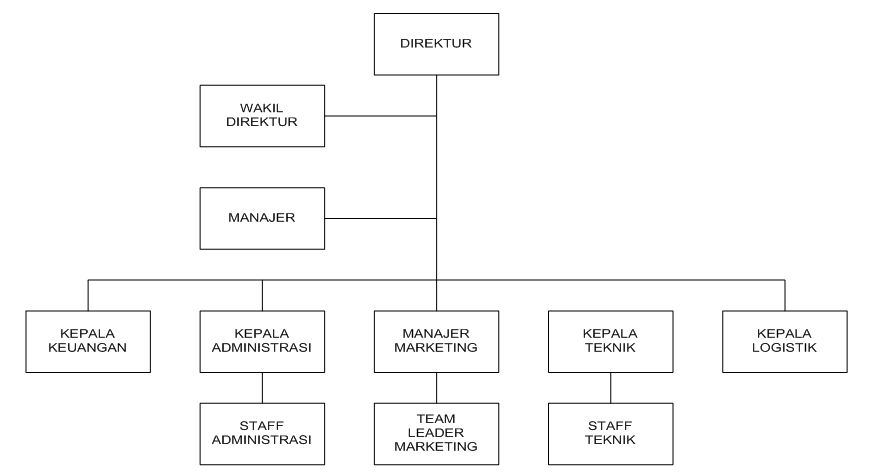 DIREKTUR
WAKIL
DIREKTUR
MANAJER
KEPALA
KEUANGAN
KEPALA
ADMINISTRASI
MANAJER
MARKETING
KEPALA
TEKNIK
KEPALA
LOGISTIK
STAFF
ADMINISTRASI
TEAM
LEADER
MARKETING
STAFF
TEKNIK